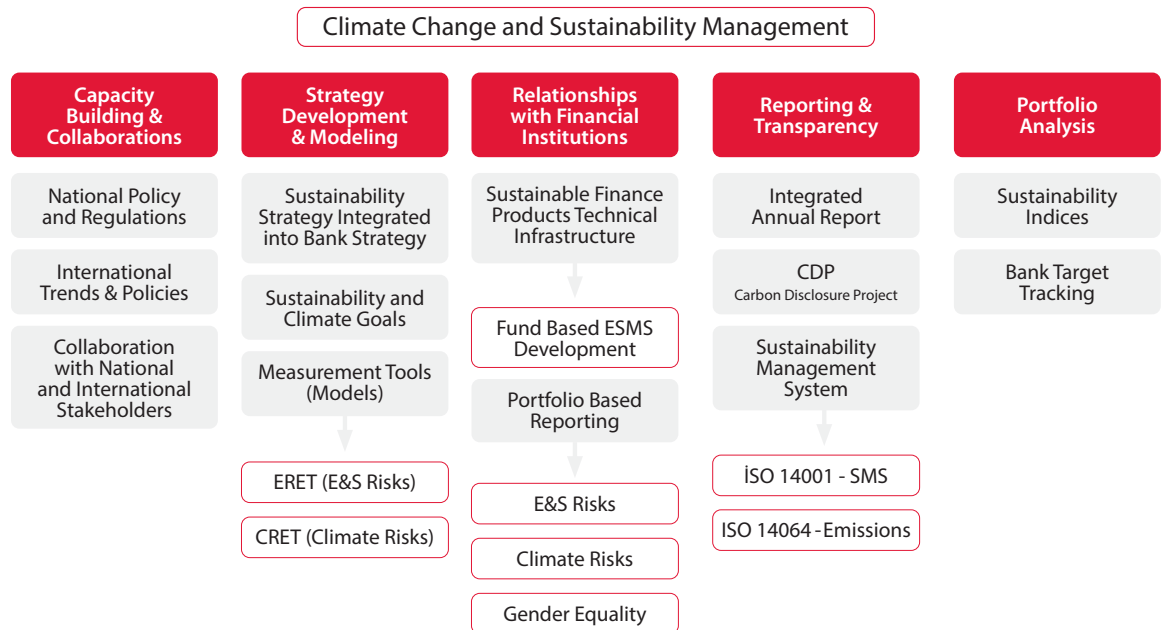 Climate Change and Sustainability Management
Capacity
Building &
Collaborations
National Policy
and Regulations
International
Trends & Policies
Collaboration
with National
and International
Stakeholders
Strategy
Development
& Modeling
Sustainability
Strategy Integrated
into Bank Strategy
Sustainability and
Climate Goals
Measurement Tools
(Models)
ERET (E&S Risks)
CRET (Climate Risks)
Relationships
with Financial
Institutions
Sustainable Finance
Products Technical
Infrastructure
Fund Based ESMS
Development
Portfolio Based
Reporting
E&S Risks
Climate Risks
Gender Equality
Reporting &
Transparency
Integrated
Annual Report
CDP
Carbon Disclosure Project
Sustainability
Management
System
İSO 14001 - SMS
ISO 14064 - Emissions
Portfolio
Analysis
Sustainability
Indices
Bank Target
Tracking